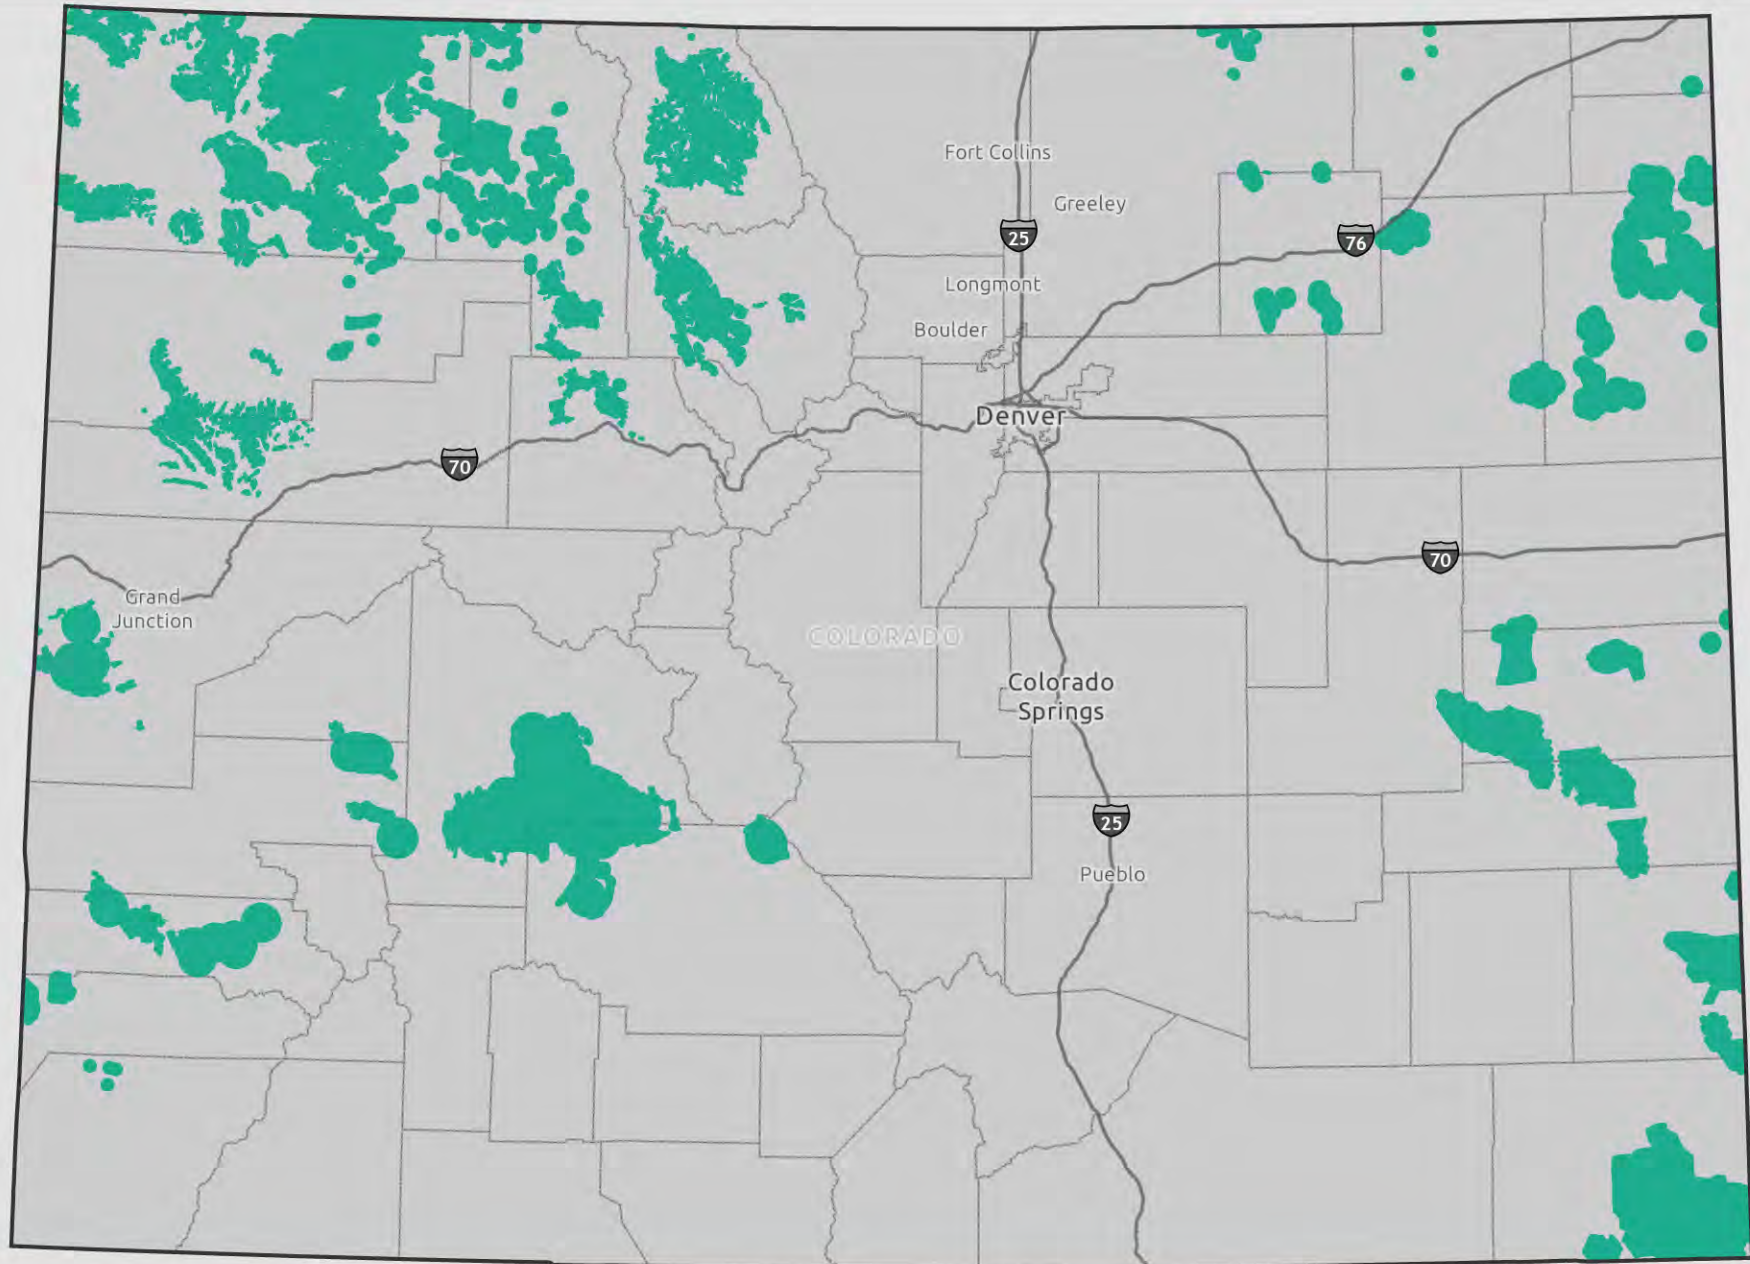 Fort Collins
Greeley
25
76
Longmont
Boulder
Denver
70
70
Grand
Junction
COLORADO
Colorado
Springs
25
Pueblo